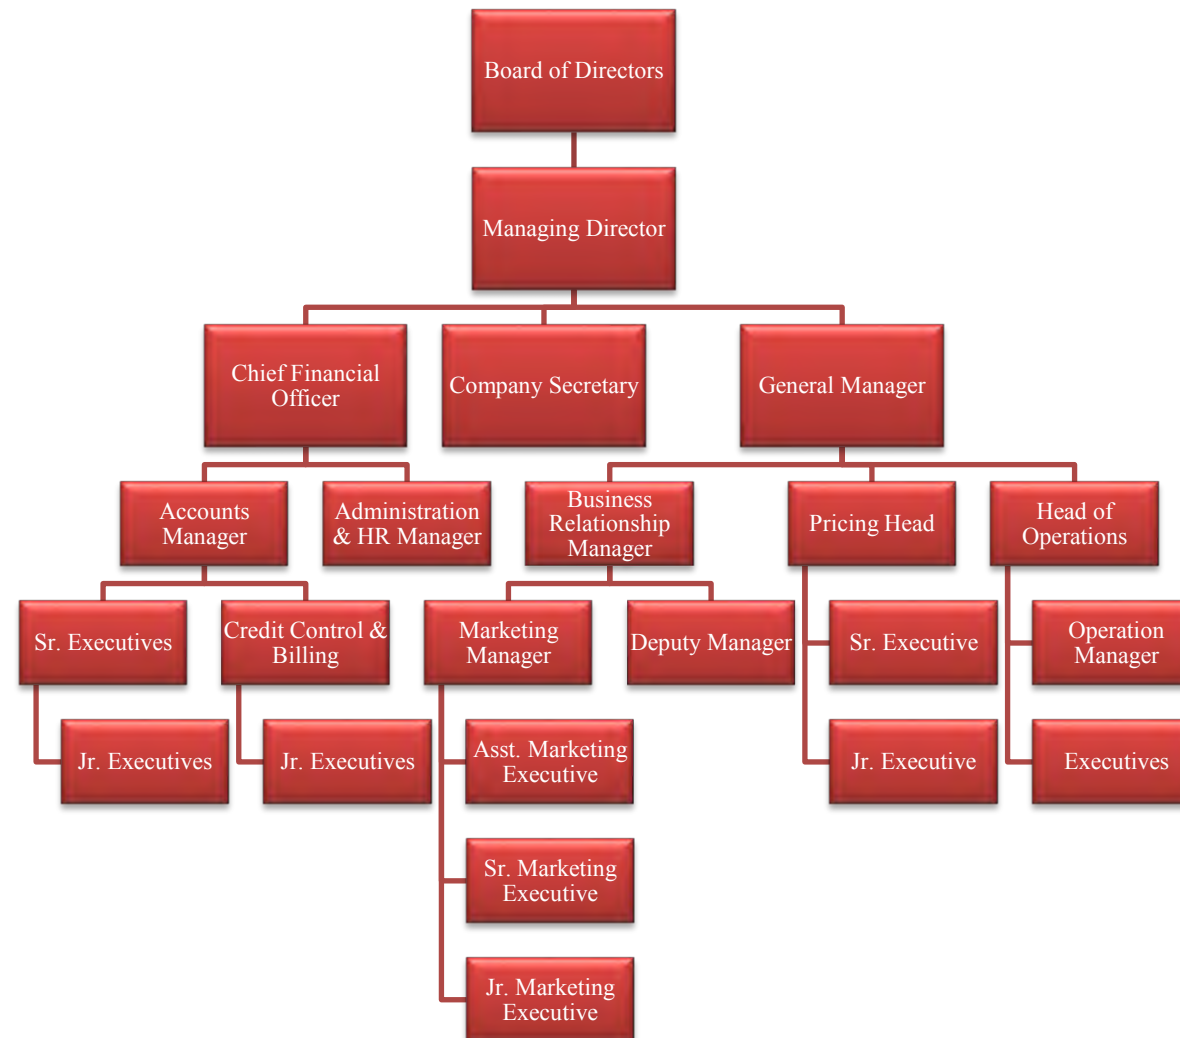 Board of Directors
Managing Director
Chief Financial
Officer
Company Secretary
General Manager
Accounts
Manager
Administration
& HR Manager
Business
Relationship
Manager
Pricing Head
Head of
Operations
Sr. Executives
Credit Control &
Billing
Marketing
Manager
Deputy Manager
Sr. Executive
Operation
Manager
Jr. Executives
Jr. Executives
Asst. Marketing
Executive
Jr. Executive
Executives
Sr. Marketing
Executive
Jr. Marketing
Executive